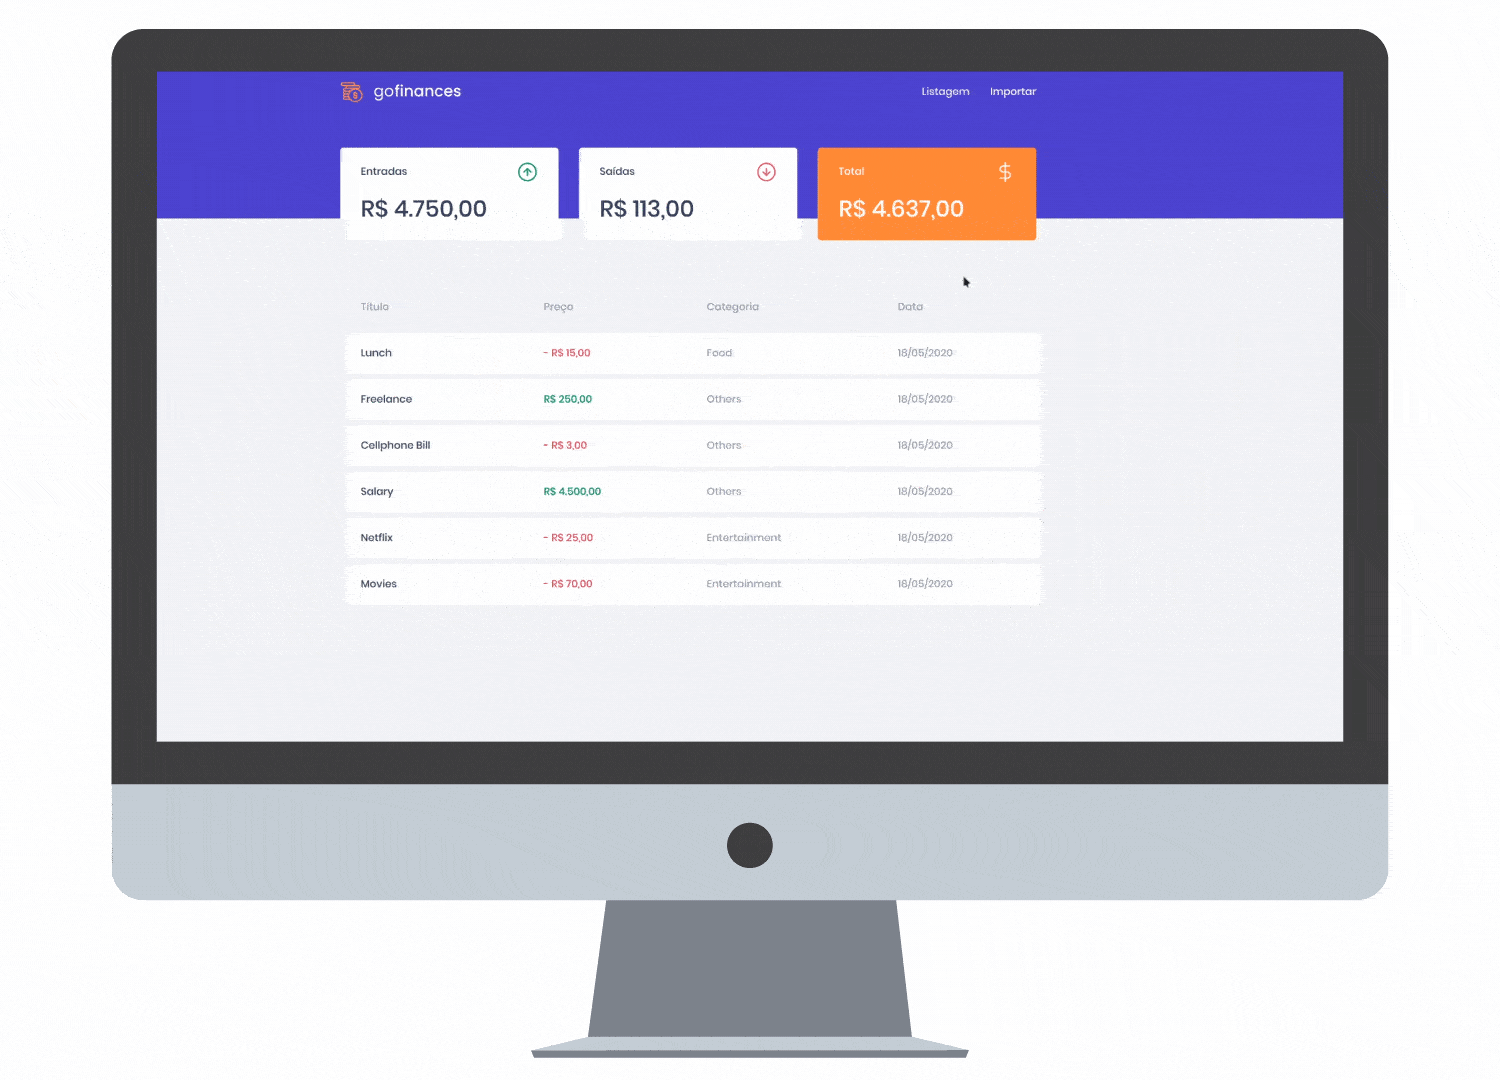 gofinances
Listagem Importar
Entradas
R$ 4.750,00
Saídas
R$ 113,00
Total
$
R$ 4.637,00
Título Preço Categoria Data
Lunch - R$ 15,00 Food 18/05/2020
Freelance R$ 250,00 Others 18/05/2020
Cellphone Bill - R$ 3,00 Others 18/05/2020
Salary R$ 4.500,00 Others 18/05/2020
Netflix - R$ 25,00 Entertainment 18/05/2020
Movies - R$ 70,00 Entertainment 18/05/2020